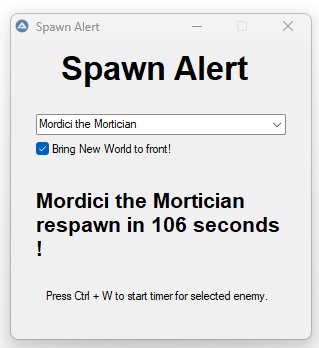 Spawn Alert
Spawn Alert
Mordici the Mortician
Bring New World to front!
Mordici the Mortician
respawn in 106 seconds
!
Press Ctrl + W to start timer for selected enemy.